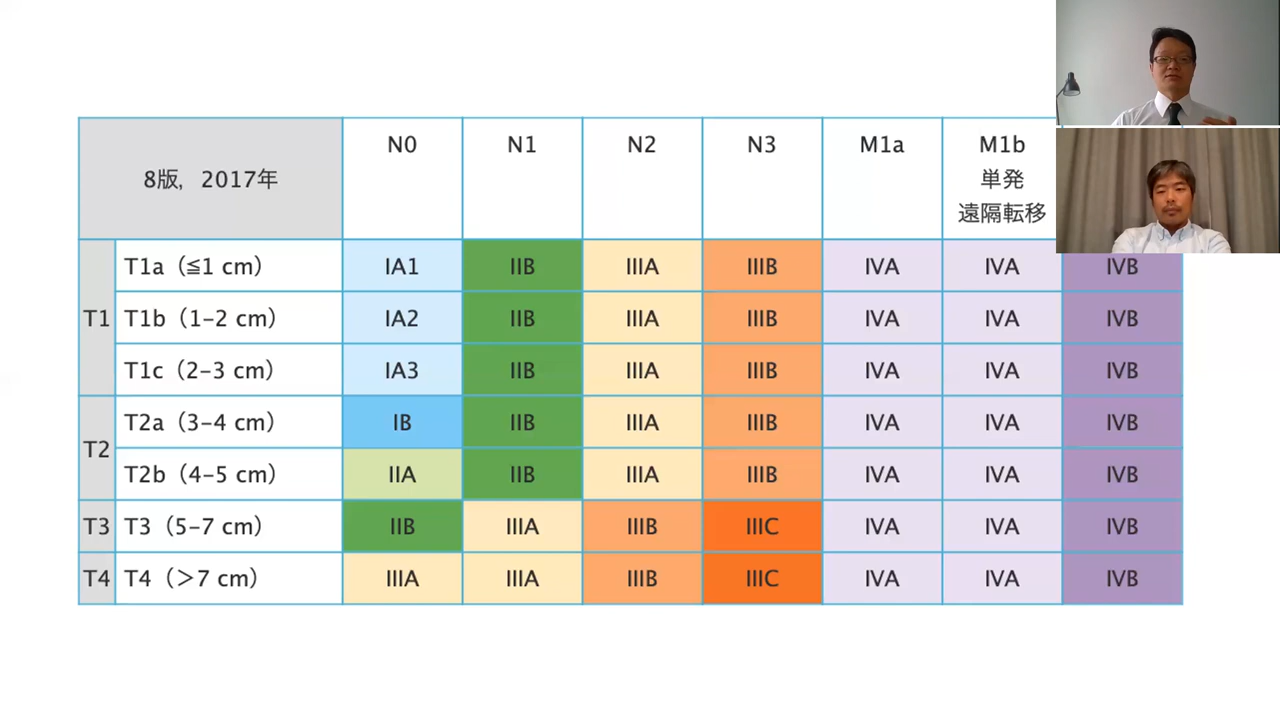 8版, 2017年 N0 N1 N2 N3 M1a M1b
単発
遠隔転移
T1 T1a（≦1 cm） IA1 IIB IIIA IIIB IVA IVA IVB
T1b（1–2 cm） IA2 IIB IIIA IIIB IVA IVA IVB
T1c（2–3 cm） IA3 IIB IIIA IIIB IVA IVA IVB
T2 T2a（3–4 cm） IB IIB IIIA IIIB IVA IVA IVB
T2b（4–5 cm） IIA IIB IIIA IIIB IVA IVA IVB
T3 T3（5–7 cm） IIB IIIA IIIB IIIC IVA IVA IVB
T4 T4（＞7 cm） IIIA IIIA IIIB IIIC IVA IVA IVB